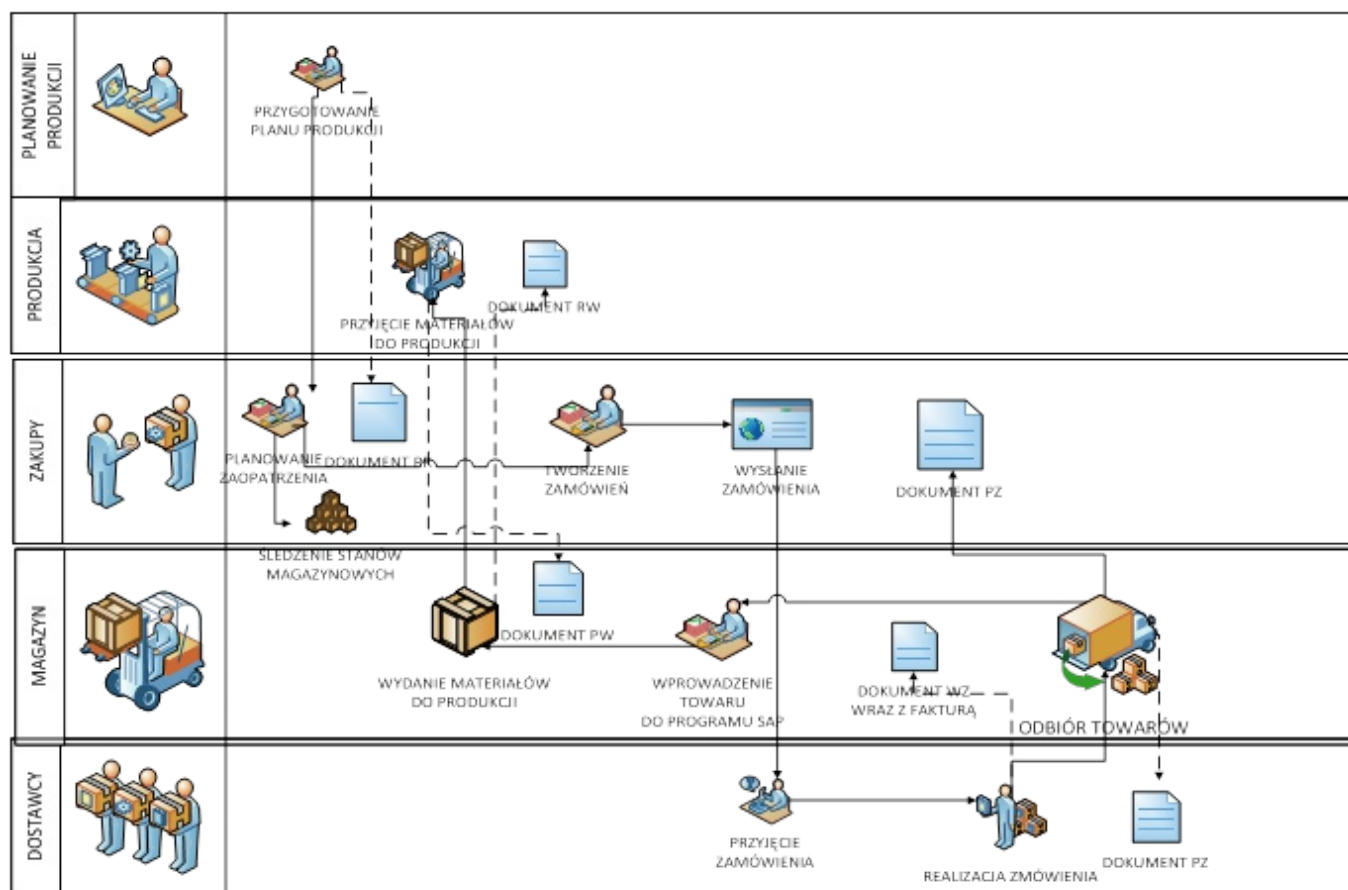 PLANOWANIE
PRODUKCJI
PRZYGOTOWANIE
PLANU PRODUKCJI
PRODUKCJA
PRZYJĘCIE MATERIAŁÓW
DO PRODUKCJI
DOKUMENT RW
ZAKUPY
PLANOWANIE
ZAOPATRZENIA
DOKUMENT
ŚLEDZENIE STANÓW
MAGAZYNOWYCH
TWORZENIE
ZAMÓWIEŃ
WYSŁANIE
ZAMÓWIENIA
DOKUMENT PZ
MAGAZYN
WYDANIE MATERIAŁÓW
DO PRODUKCJI
DOKUMENT PW
WPROWADZENIE
TOWARU
DO PROGRAMU SAP
DOKUMENT WZ
WRAZ Z FAKTURĄ
ODBIÓR TOWARÓW
DOSTAWCY
PRZYJĘCIE
ZAMÓWIENIA
REALIZACJA ZMÓWIENIA
DOKUMENT PZ